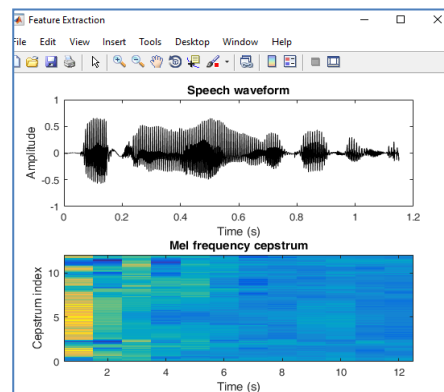 Feature Extraction
File Edit View Insert Tools Desktop Window Help
Speech waveform
1
0.5
0
-0.5
-1
Amplitude
0 0.2 0.4 0.6 0.8 1 1.2
Time (s)
Mel frequency cepstrum
10
5
0
Cepstrum index
2 4 6 8 10 12
Time (s)